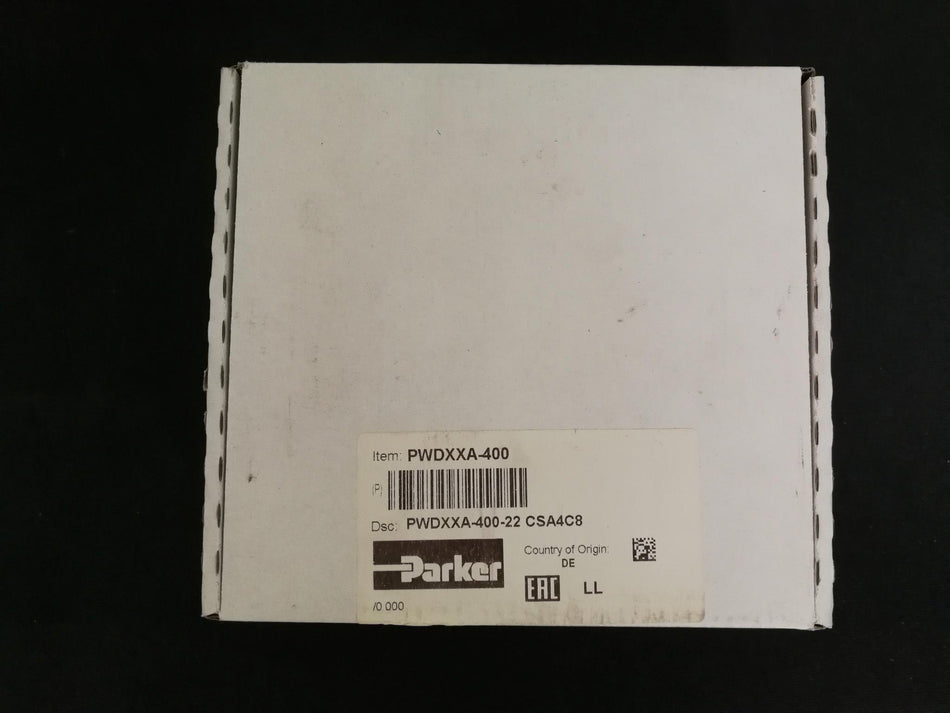 Item: PWDXXA-400
(P)
Dsc: PWDXXA-400-22 CSA4C8
Parker
Country of Origin:
DE
EAC LL
/0 000